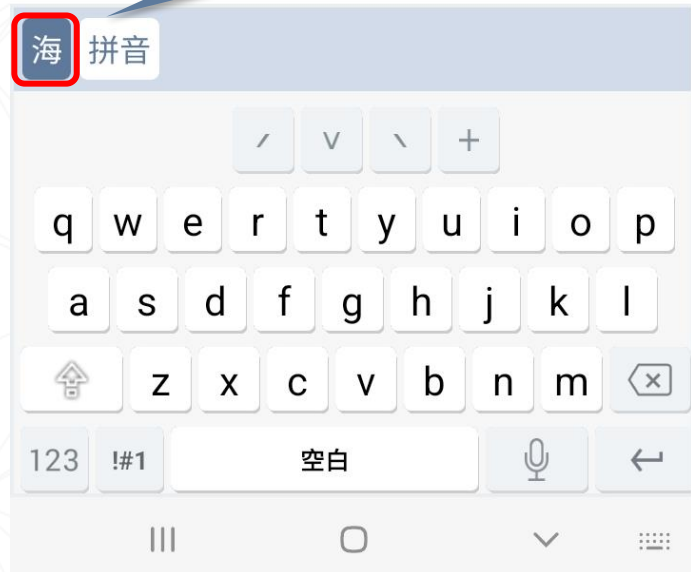 海 拼音
ˊ ˇ ˋ +
q w e r t y u i o p
a s d f g h j k l
z x c v b n m
123 !#1 空白